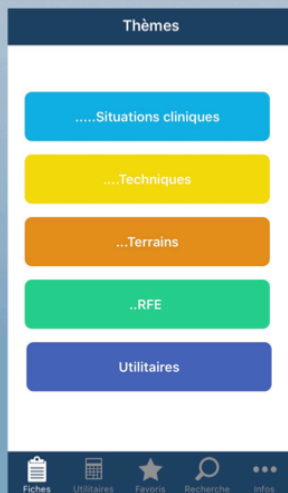 Thèmes
.....Situations cliniques
....Techniques
...Terrains
..RFE
Utilitaires
Fiches Utilitaires Favoris Recherche Infos